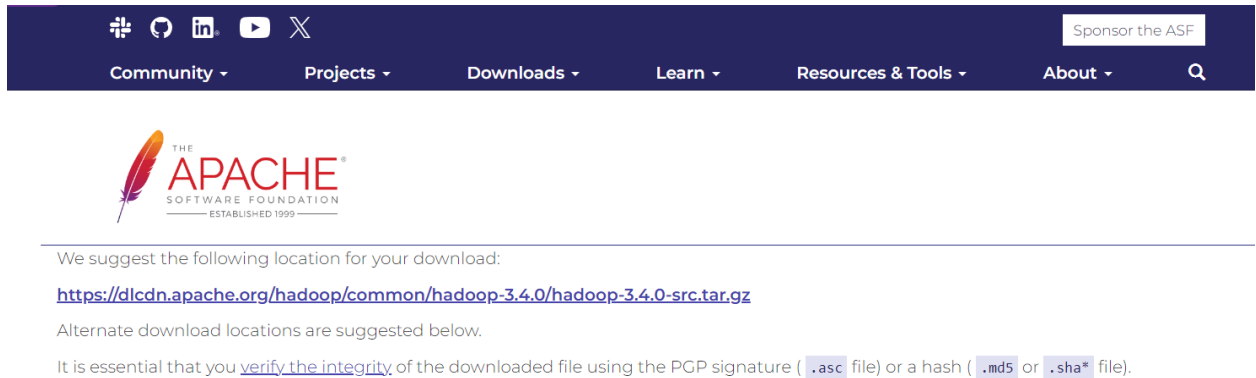 in.
Sponsor the ASF
Community Projects Downloads Learn Resources & Tools About
THE
APACHE®
SOFTWARE FOUNDATION
ESTABLISHED 1999
We suggest the following location for your download:
https://dlcdn.apache.org/hadoop/common/hadoop-3.4.0/hadoop-3.4.0-src.tar.gz
Alternate download locations are suggested below.
It is essential that you verify the integrity of the downloaded file using the PGP signature ( .asc file) or a hash ( .md5 or .sha* file).